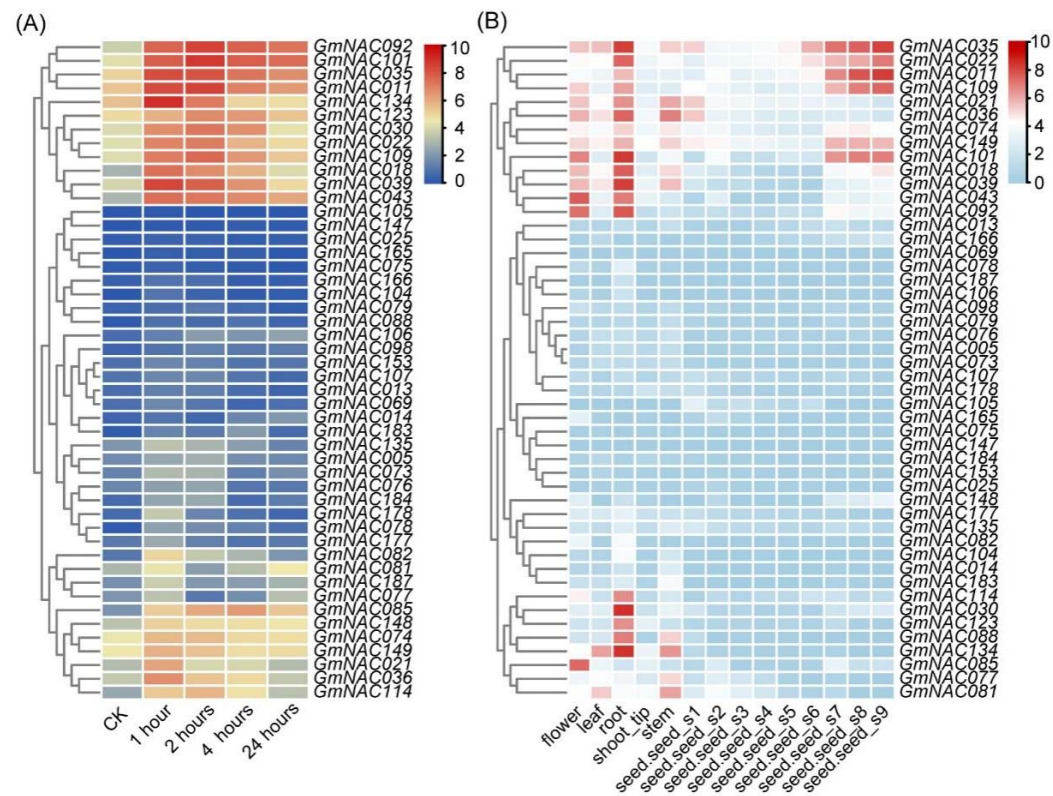 (A)
10
8
6
4
2
0
GmNAC092
GmNAC101
GmNAC035
GmNAC011
GmNAC134
GmNAC123
GmNAC030
GmNAC022
GmNAC109
GmNAC018
GmNAC039
GmNAC043
GmNAC105
GmNAC147
GmNAC025
GmNAC165
GmNAC075
GmNAC166
GmNAC104
GmNAC079
GmNAC088
GmNAC106
GmNAC098
GmNAC153
GmNAC107
GmNAC013
GmNAC069
GmNAC014
GmNAC183
GmNAC135
GmNAC005
GmNAC073
GmNAC076
GmNAC184
GmNAC178
GmNAC078
GmNAC177
GmNAC082
GmNAC081
GmNAC187
GmNAC077
GmNAC085
GmNAC148
GmNAC074
GmNAC149
GmNAC021
GmNAC036
GmNAC114
CK
1 hour
2 hours
4 hours
24 hours
(B)
10
8
6
4
2
0
GmNAC035
GmNAC022
GmNAC011
GmNAC109
GmNAC021
GmNAC036
GmNAC074
GmNAC149
GmNAC101
GmNAC018
GmNAC039
GmNAC043
GmNAC092
GmNAC013
GmNAC166
GmNAC069
GmNAC078
GmNAC187
GmNAC106
GmNAC098
GmNAC079
GmNAC076
GmNAC005
GmNAC073
GmNAC107
GmNAC178
GmNAC105
GmNAC165
GmNAC075
GmNAC147
GmNAC184
GmNAC153
GmNAC025
GmNAC148
GmNAC177
GmNAC135
GmNAC082
GmNAC104
GmNAC014
GmNAC183
GmNAC114
GmNAC030
GmNAC123
GmNAC088
GmNAC134
GmNAC085
GmNAC077
GmNAC081
flower
leaf
root
shoot_tip
stem
seed.seed_s1
seed.seed_s2
seed.seed_s3
seed.seed_s4
seed.seed_s5
seed.seed_s6
seed.seed_s7
seed.seed_s8
seed.seed_s9